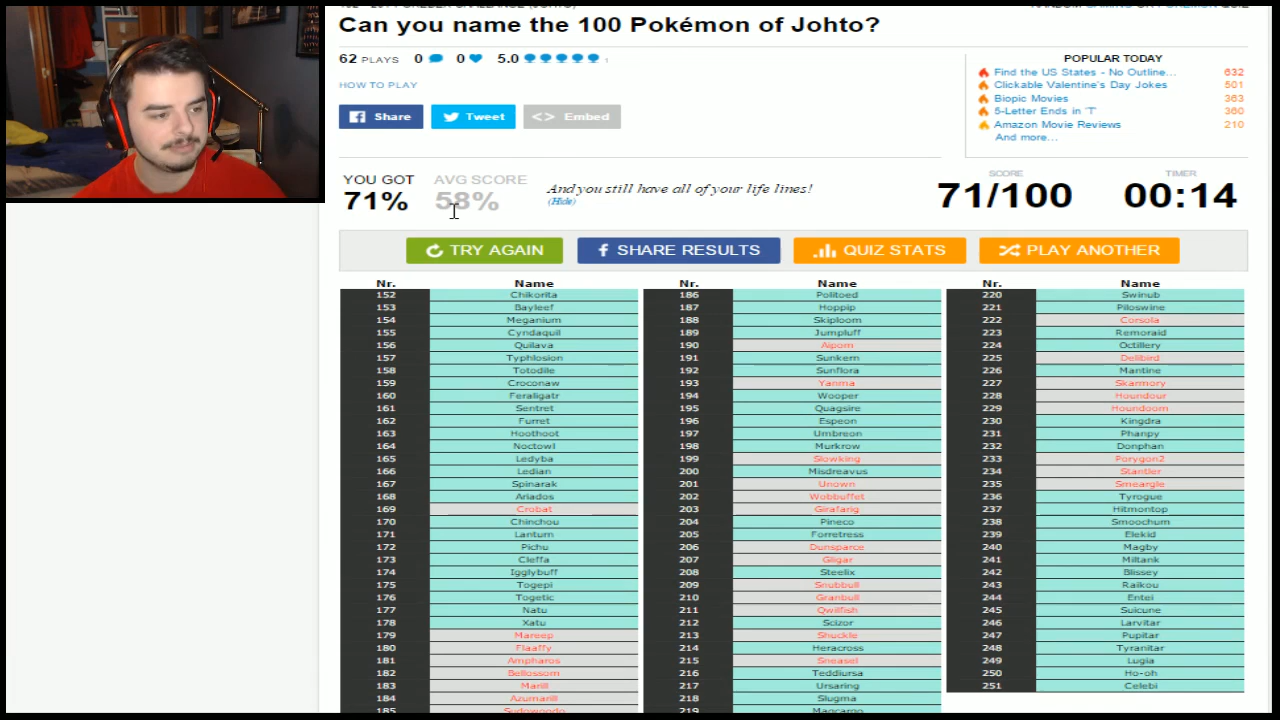 Can you name the 100 Pokémon of Johto?
62 PLAYS 0 0 5.0 1
HOW TO PLAY
Share Tweet <> Embed
POPULAR TODAY
Find the US States - No Outline... 632
Clickable Valentine's Day Jokes 501
Biopic Movies 363
5-Letter Ends in 'T' 360
Amazon Movie Reviews 210
And more...
YOU GOT AVG SCORE
71% 58%
And you still have all of your life lines!
(Hide)
SCORE TIMER
71/100 00:14
TRY AGAIN SHARE RESULTS QUIZ STATS PLAY ANOTHER
Nr. Name Nr. Name Nr. Name
152 Chikorita 186 Politoed 220 Swinub
153 Bayleef 187 Hoppip 221 Piloswine
154 Meganium 188 Skiploom 222 Corsola
155 Cyndaquil 189 Jumpluff 223 Remoraid
156 Quilava 190 Aipom 224 Octillery
157 Typhlosion 191 Sunkern 225 Delibird
158 Totodile 192 Sunflora 226 Mantine
159 Croconaw 193 Yanma 227 Skarmory
160 Feraligatr 194 Wooper 228 Houndour
161 Sentret 195 Quagsire 229 Houndoom
162 Furret 196 Espeon 230 Kingdra
163 Hoothoot 197 Umbreon 231 Phanpy
164 Noctowl 198 Murkrow 232 Donphan
165 Ledyba 199 Slowking 233 Porygon2
166 Ledian 200 Misdreavus 234 Stantler
167 Spinarak 201 Unown 235 Smeargle
168 Ariados 202 Wobbuffet 236 Tyrogue
169 Crobat 203 Girafarig 237 Hitmontop
170 Chinchou 204 Pineco 238 Smoochum
171 Lanturn 205 Forretress 239 Elekid
172 Pichu 206 Dunsparce 240 Magby
173 Cleffa 207 Gligar 241 Miltank
174 Igglybuff 208 Steelix 242 Blissey
175 Togepi 209 Snubbull 243 Raikou
176 Togetic 210 Granbull 244 Entei
177 Natu 211 Qwilfish 245 Suicune
178 Xatu 212 Scizor 246 Larvitar
179 Mareep 213 Shuckle 247 Pupitar
180 Flaaffy 214 Heracross 248 Tyranitar
181 Ampharos 215 Sneasel 249 Lugia
182 Bellossom 216 Teddiursa 250 Ho-oh
183 Marill 217 Ursaring 251 Celebi
184 Azumarill 218 Slugma
185 Sudowoodo 219 Magcargo